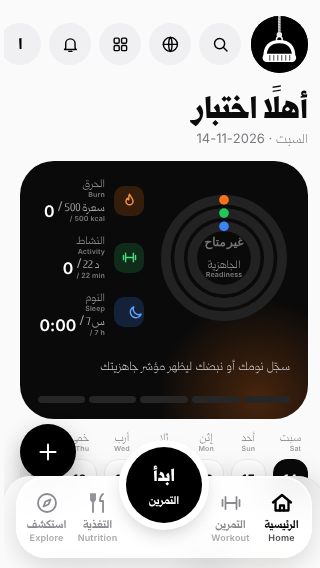 ا
أهلًا اختبار
السبت · 2026-11-14
غير متاح
الجاهزية
Readiness
الحرق
Burn
0 / 500 سعرة
/ 500 kcal
النشاط
Activity
0 / 22 د
/ 22 min
النوم
Sleep
0:00 / 7 س
/ 7 h
سجّل نومك أو نبضك ليظهر مؤشر جاهزيتك
سبت
Sat
أحد
Sun
إثن
Mon
أرب
Wed
Thu
ابدأ
التمرين
الرئيسية
Home
التمرين
Workout
التغذية
Nutrition
استكشف
Explore